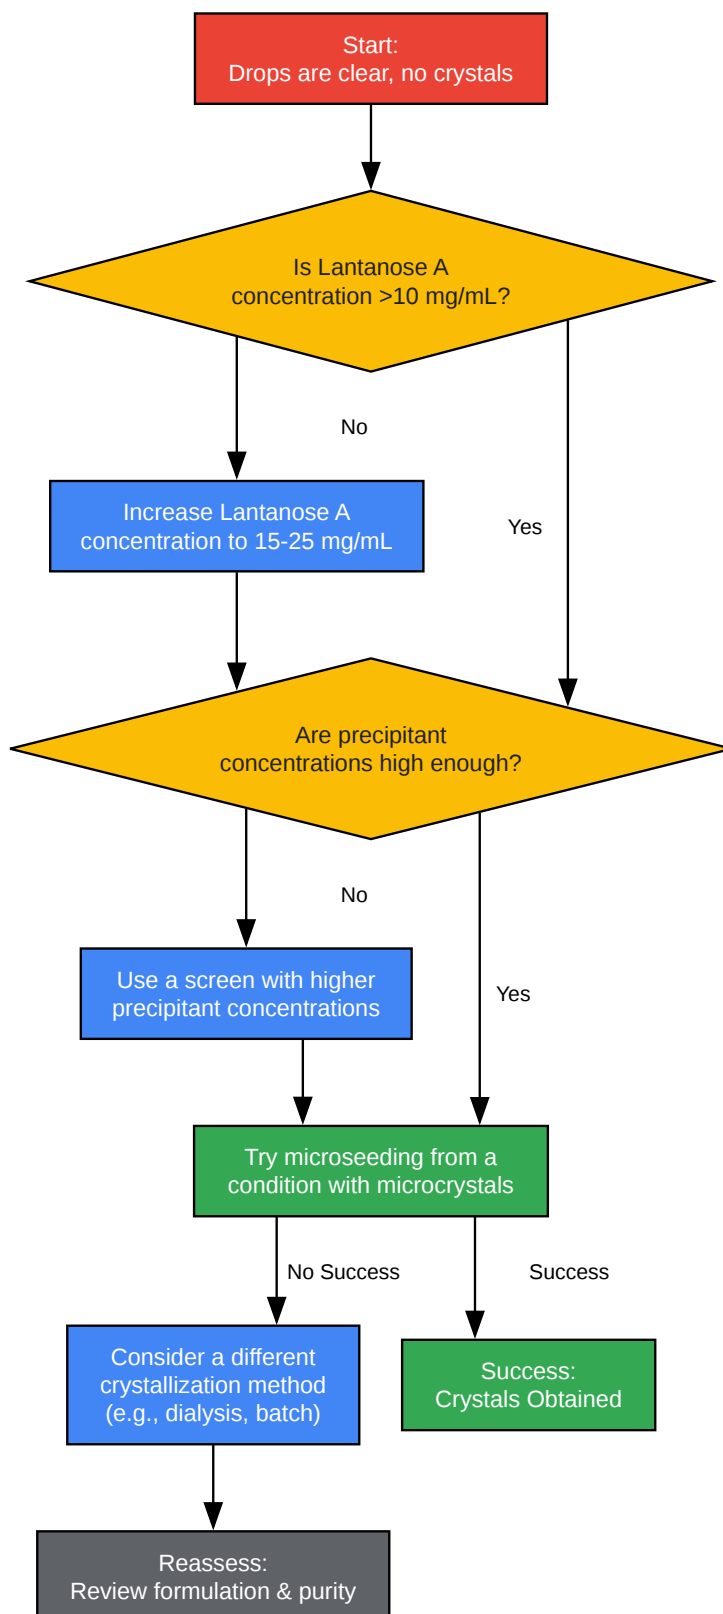 Start:
Drops are clear, no crystals
Is Lantanose A
concentration >10 mg/mL?
No
Increase Lantanose A
concentration to 15-25 mg/mL
Yes
Are precipitant
concentrations high enough?
No
Use a screen with higher
precipitant concentrations
Yes
Try microseeding from a
condition with microcrystals
No Success
Success
Consider a different
crystallization method
(e.g., dialysis, batch)
Success:
Crystals Obtained
Reassess:
Review formulation & purity